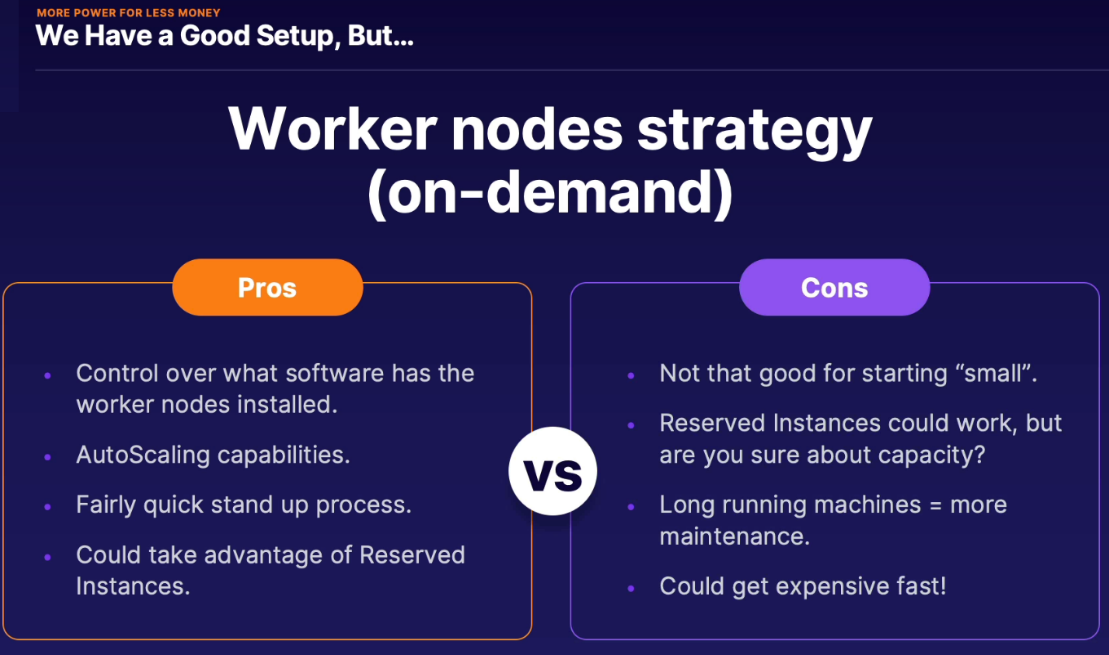 MORE POWER FOR LESS MONEY
We Have a Good Setup, But...
Worker nodes strategy
(on-demand)
Pros
Control over what software has the
worker nodes installed.
AutoScaling capabilities.
Fairly quick stand up process.
Could take advantage of Reserved
Instances.
vs
Cons
Not that good for starting “small”.
Reserved Instances could work, but
are you sure about capacity?
Long running machines = more
maintenance.
Could get expensive fast!